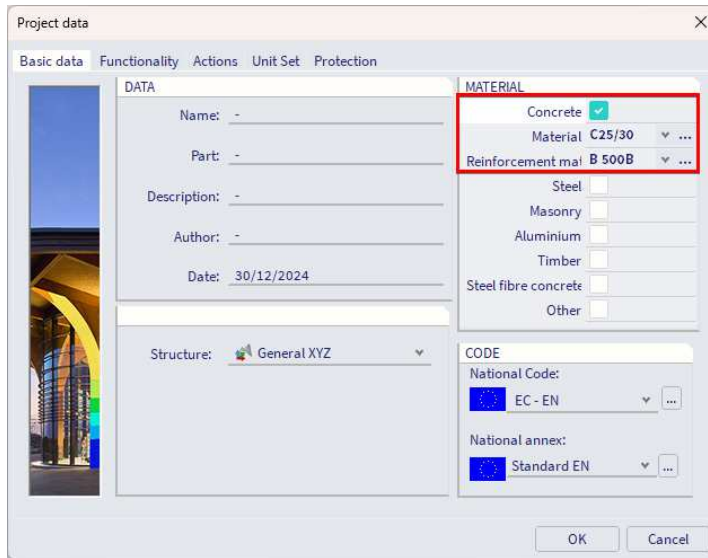 Project data
Basic data Functionality Actions Unit Set Protection
DATA
Name: -
Part: -
Description: -
Author: -
Date: 30/12/2024
Structure: General XYZ
MATERIAL
Concrete
Material C25/30 ...
Reinforcement mat B 500B ...
Steel
Masonry
Aluminium
Timber
Steel fibre concrete
Other
CODE
National Code:
EC - EN ...
National annex:
Standard EN ...
OK Cancel